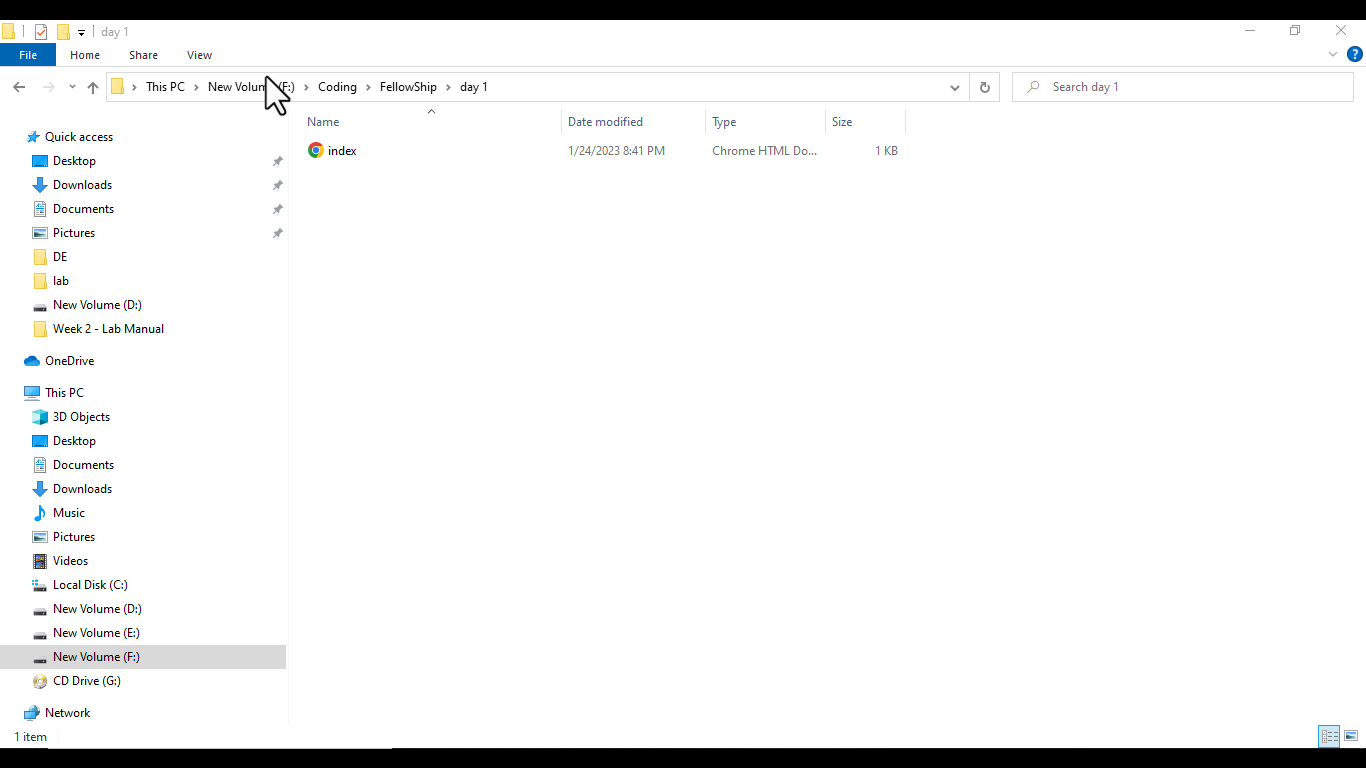 day 1
File Home Share View
This PC New Volum (F:) Coding FellowShip day 1
Search day 1
Name Date modified Type Size
index 1/24/2023 8:41 PM Chrome HTML Do... 1 KB
Quick access
Desktop
Downloads
Documents
Pictures
DE
lab
New Volume (D:)
Week 2 - Lab Manual
OneDrive
This PC
3D Objects
Desktop
Documents
Downloads
Music
Pictures
Videos
Local Disk (C:)
New Volume (D:)
New Volume (E:)
New Volume (F:)
CD Drive (G:)
Network
1 item